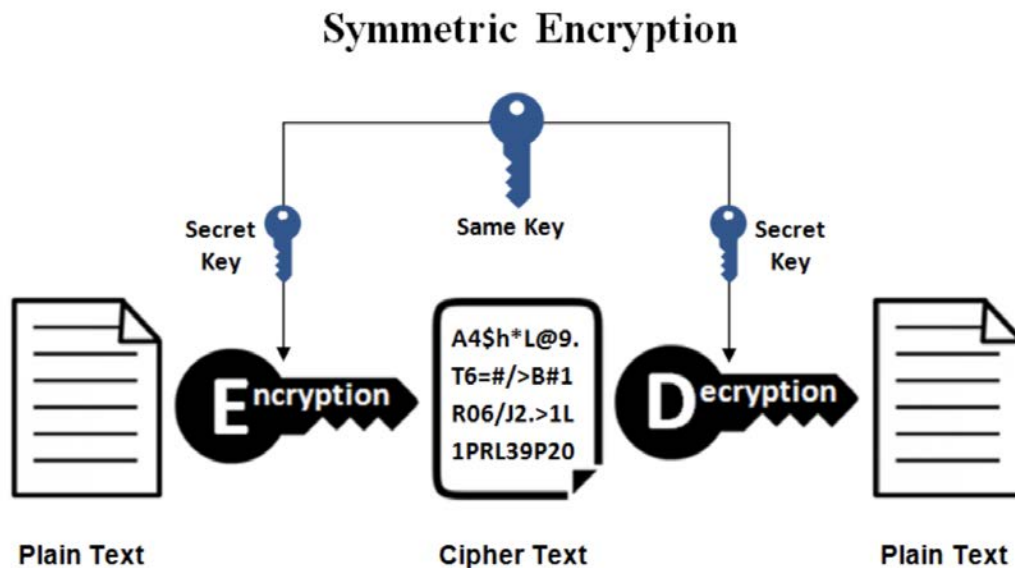 Symmetric Encryption
Same Key
Secret
Key
Secret
Key
Encryption
A4$h*L@9.
T6=#/>B#1
R06/J2.>1L
1PRL39P20
Decryption
Plain Text
Cipher Text
Plain Text